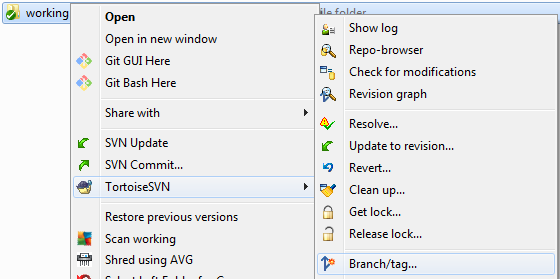 working
file folder
Open
Open in new window
Git GUI Here
Git Bash Here
Share with
SVN Update
SVN Commit...
TortoiseSVN
Restore previous versions
Scan working
Shred using AVG
Show log
Repo-browser
Check for modifications
Revision graph
Resolve...
Update to revision...
Revert...
Clean up...
Get lock...
Release lock...
Branch/tag...